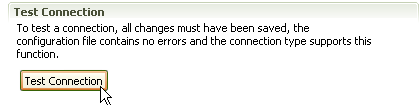 Test Connection
To test a connection, all changes must have been saved, the
configuration file contains no errors and the connection type supports this
function.
Test Connection